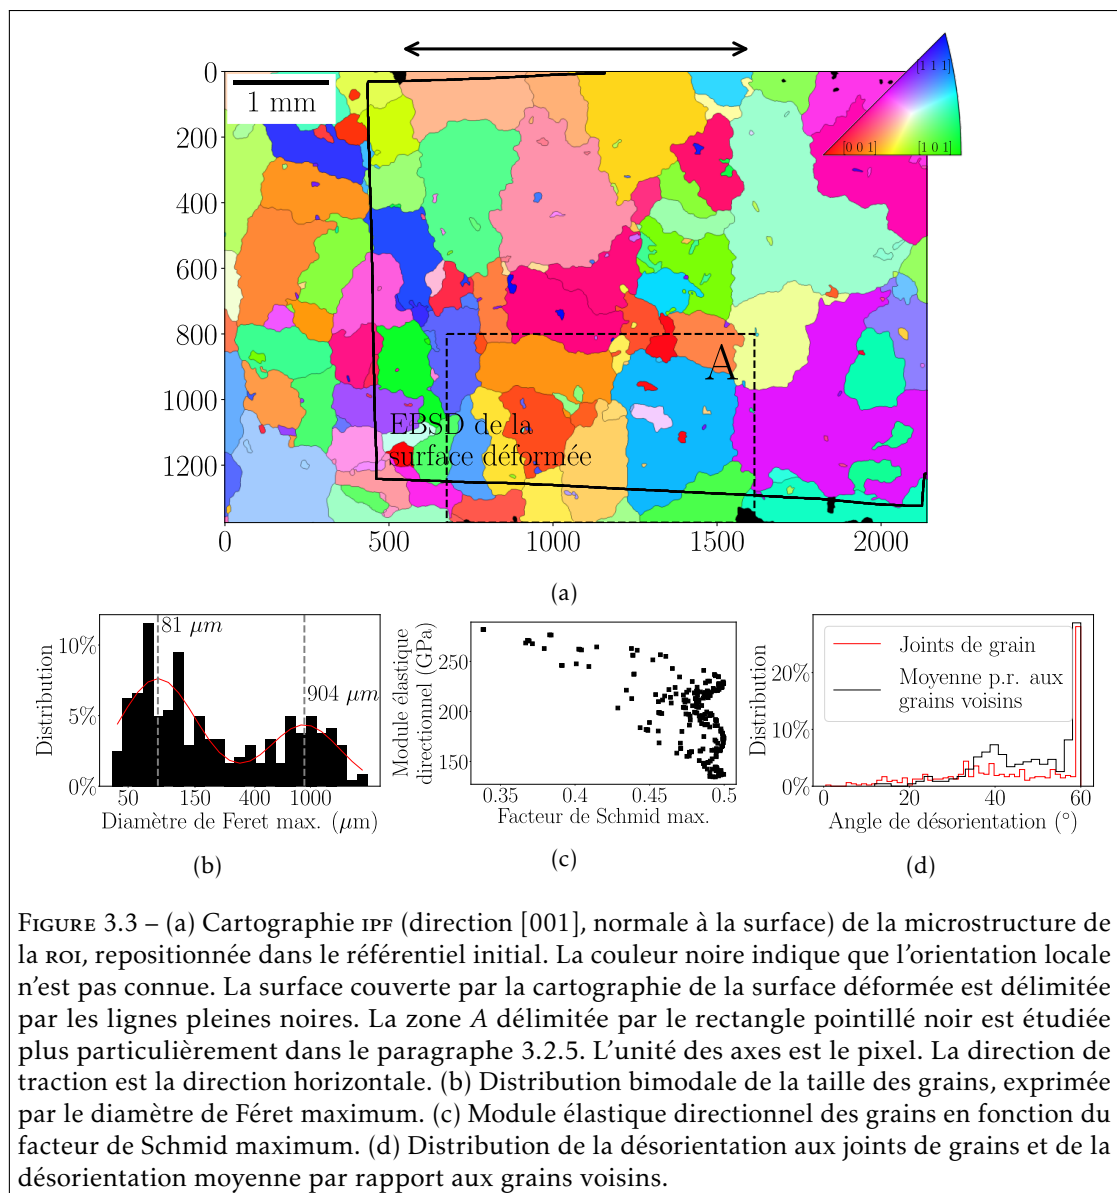 1 mm
[1 1 1]
[0 0 1]
[1 0 1]
0
200
400
600
800
1000
1200
A
EBSD de la
surface déformée
0
500
1000
1500
2000
(a)
Distribution
10%
5%
0%
81 μm
904 μm
50
150
400
1000
Diamètre de Feret max. (μm)
(b)
Module élastique
directionnel (GPa)
250
200
150
0.35
0.4
0.45
0.5
Facteur de Schmid max.
(c)
Distribution
20%
10%
0%
Joints de grain
Moyenne p.r. aux
grains voisins
0
20
40
60
Angle de désorientation (°)
(d)
FIGURE 3.3 – (a) Cartographie IPF (direction [001], normale à la surface) de la microstructure de
la ROI, repositionnée dans le référentiel initial. La couleur noire indique que l'orientation locale
n'est pas connue. La surface couverte par la cartographie de la surface déformée est délimitée
par les lignes pleines noires. La zone A délimitée par le rectangle pointillé noir est étudiée
plus particulièrement dans le paragraphe 3.2.5. L'unité des axes est le pixel. La direction de
traction est la direction horizontale. (b) Distribution bimodale de la taille des grains, exprimée
par le diamètre de Féret maximum. (c) Module élastique directionnel des grains en fonction du
facteur de Schmid maximum. (d) Distribution de la désorientation aux joints de grains et de la
désorientation moyenne par rapport aux grains voisins.